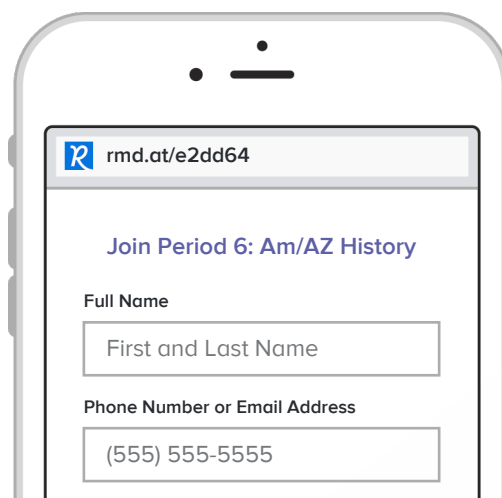 rmd.at/e2dd64
Join Period 6: Am/AZ History
Full Name
First and Last Name
Phone Number or Email Address
(555) 555-5555